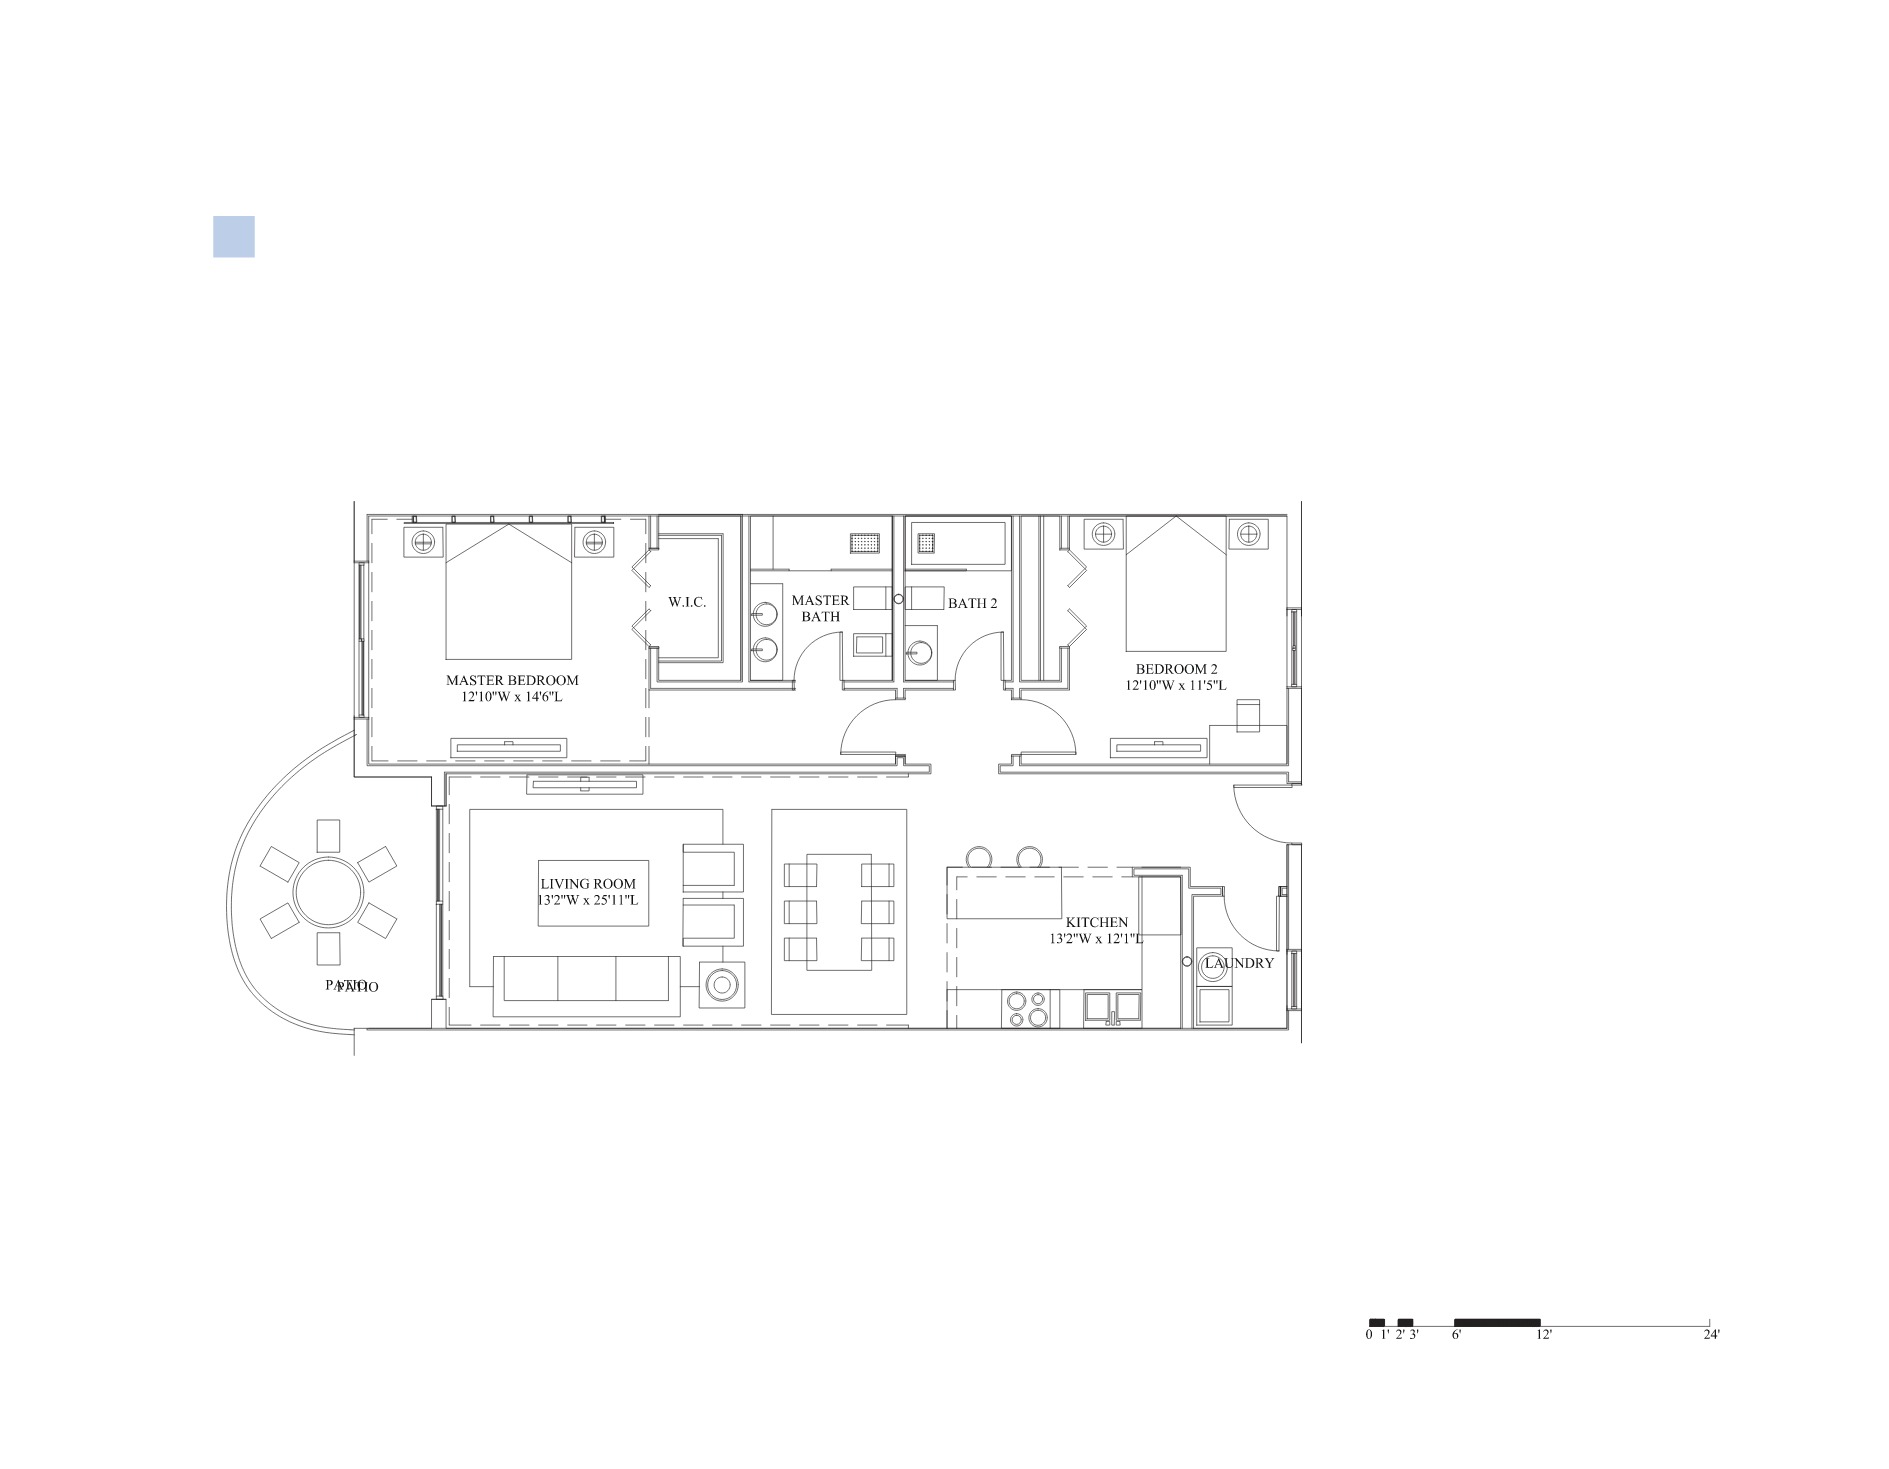 W.I.C.
MASTER
BATH
BATH 2
MASTER BEDROOM
12'10"W x 14'6"L
BEDROOM 2
12'10"W x 11'5"L
LIVING ROOM
13'2"W x 25'11"L
KITCHEN
13'2"W x 12'1"L
LAUNDRY
PATIO
PATIO
0 1' 2' 3' 6' 12' 24'